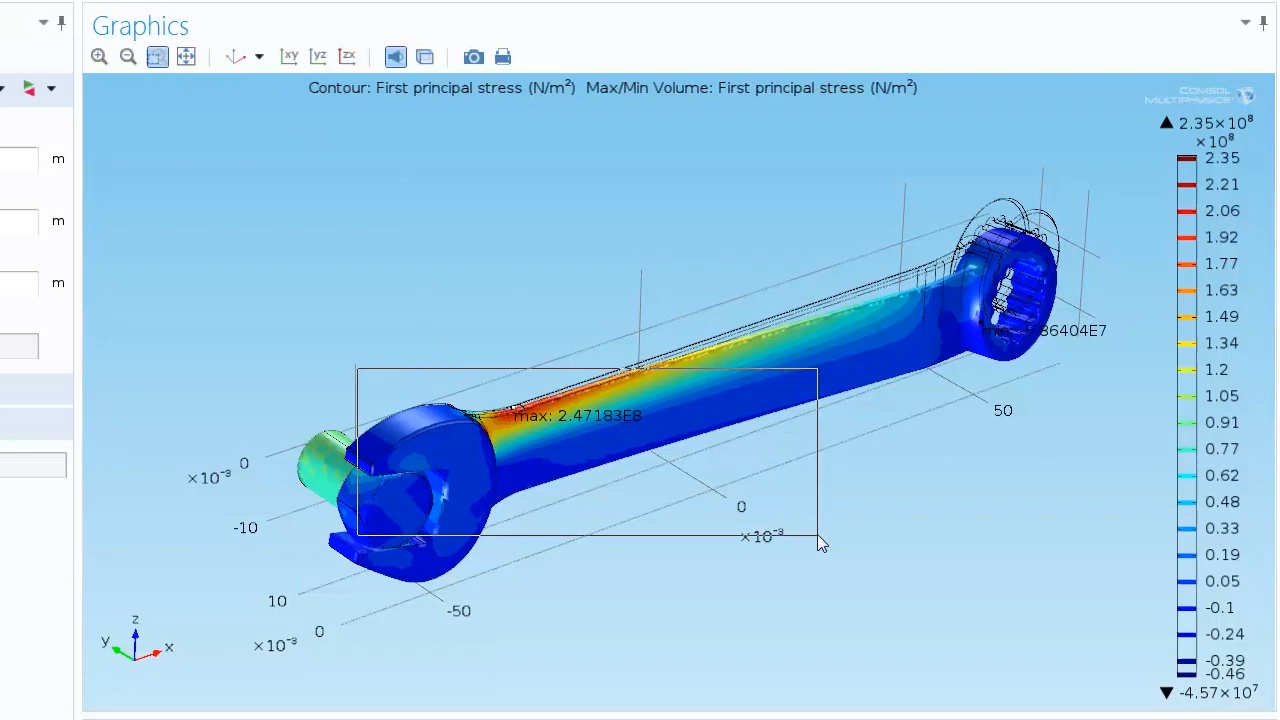 Graphics
xy yz zx
Contour: First principal stress (N/m²) Max/Min Volume: First principal stress (N/m²)
COMSOL
MULTIPHYSICS
▲ 2.35×10⁸
×10⁸
2.35
2.21
2.06
1.92
1.77
1.63
1.49
1.34
1.2
1.05
0.91
0.77
0.62
0.48
0.33
0.19
0.05
-0.1
-0.24
-0.39
-0.46
▼ -4.57×10⁷
m
m
m
max: 2.47183E8
50
0
×10⁻³
×10⁻³ 0
-10
10
-50
0
×10⁻³
z
y
x